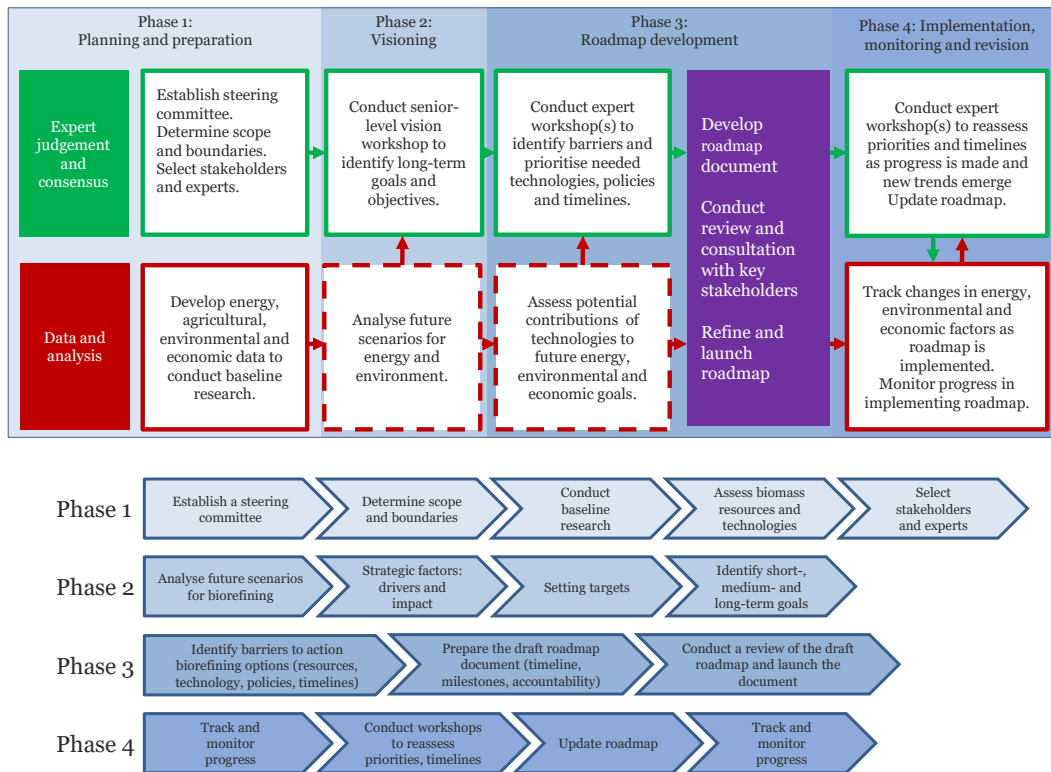 Phase 1:
Planning and preparation
Phase 2:
Visioning
Phase 3:
Roadmap development
Phase 4: Implementation,
monitoring and revision
Expert
judgement and
consensus
Establish steering
committee.
Determine scope
and boundaries.
Select stakeholders
and experts.
Conduct senior-
level vision
workshop to
identify long-term
goals and
objectives.
Conduct expert
workshop(s) to
identify barriers and
prioritise needed
technologies, policies
and timelines.
Develop
roadmap
document
Conduct
review and
consultation
with key
stakeholders
Refine and
launch
roadmap
Conduct expert
workshop(s) to reassess
priorities and timelines
as progress is made and
new trends emerge
Update roadmap.
Data and
analysis
Develop energy,
agricultural,
environmental and
economic data to
conduct baseline
research.
Analyse future
scenarios for
energy and
environment.
Assess potential
contributions of
technologies to
future energy,
environmental and
economic goals.
Track changes in energy,
environmental and
economic factors as
roadmap is
implemented.
Monitor progress in
implementing roadmap.
Phase 1
Establish a steering
committee
Determine scope
and boundaries
Conduct
baseline
research
Assess biomass
resources and
technologies
Select
stakeholders
and experts
Phase 2
Analyse future scenarios
for biorefining
Strategic factors:
drivers and
impact
Setting targets
Identify short-,
medium- and
long-term goals
Phase 3
Identify barriers to action
biorefining options (resources,
technology, policies, timelines)
Prepare the draft roadmap
document (timeline,
milestones, accountability)
Conduct a review of the draft
roadmap and launch the
document
Phase 4
Track and
monitor
progress
Conduct workshops
to reassess
priorities, timelines
Update roadmap
Track and
monitor
progress